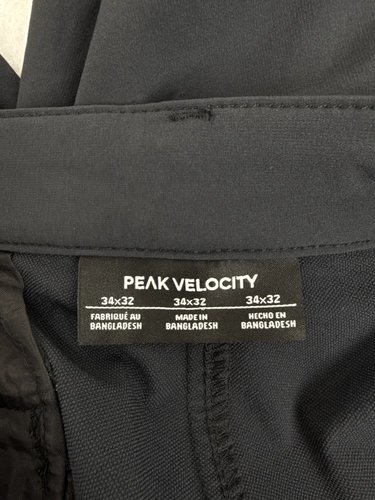 PEAK VELOCITY
34x32 34x32 34x32
FABRIQUÉ AU MADE IN HECHO EN
BANGLADESH BANGLADESH BANGLADESH